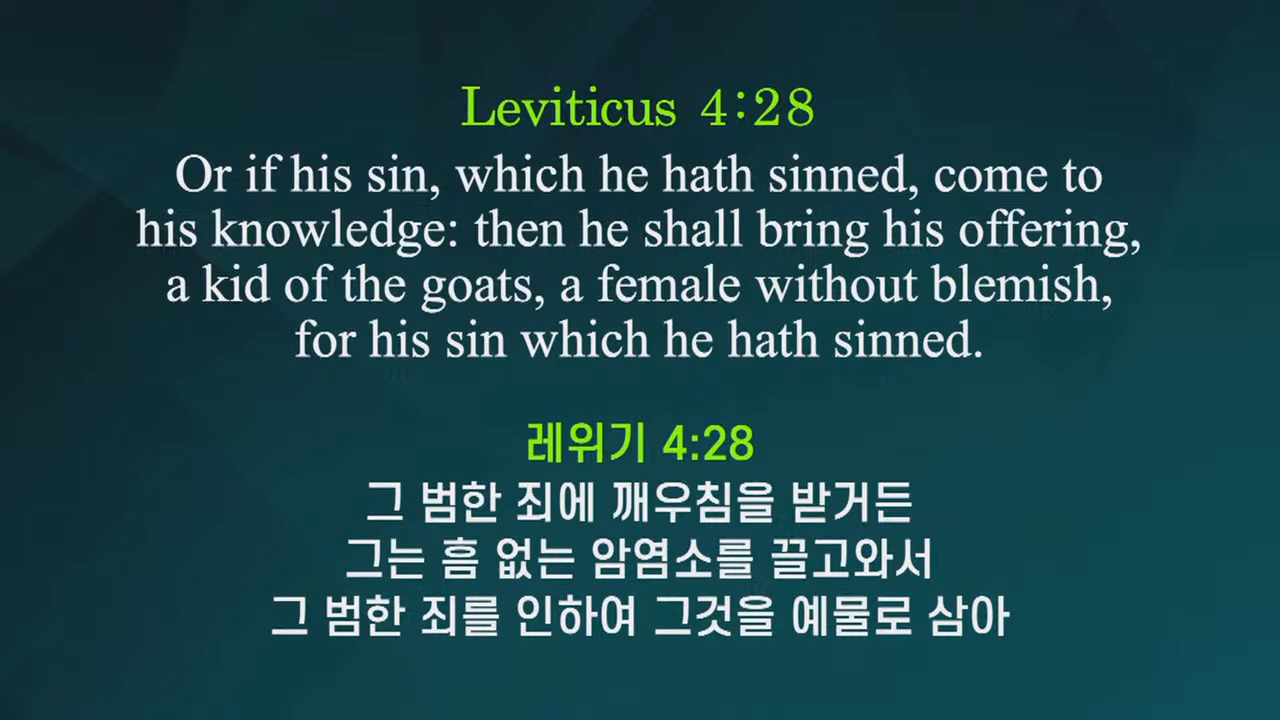 Leviticus 4:28
Or if his sin, which he hath sinned, come to
his knowledge: then he shall bring his offering,
a kid of the goats, a female without blemish,
for his sin which he hath sinned.
레위기 4:28
그 범한 죄에 깨우침을 받거든
그는 흠 없는 암염소를 끌고와서
그 범한 죄를 인하여 그것을 예물로 삼아